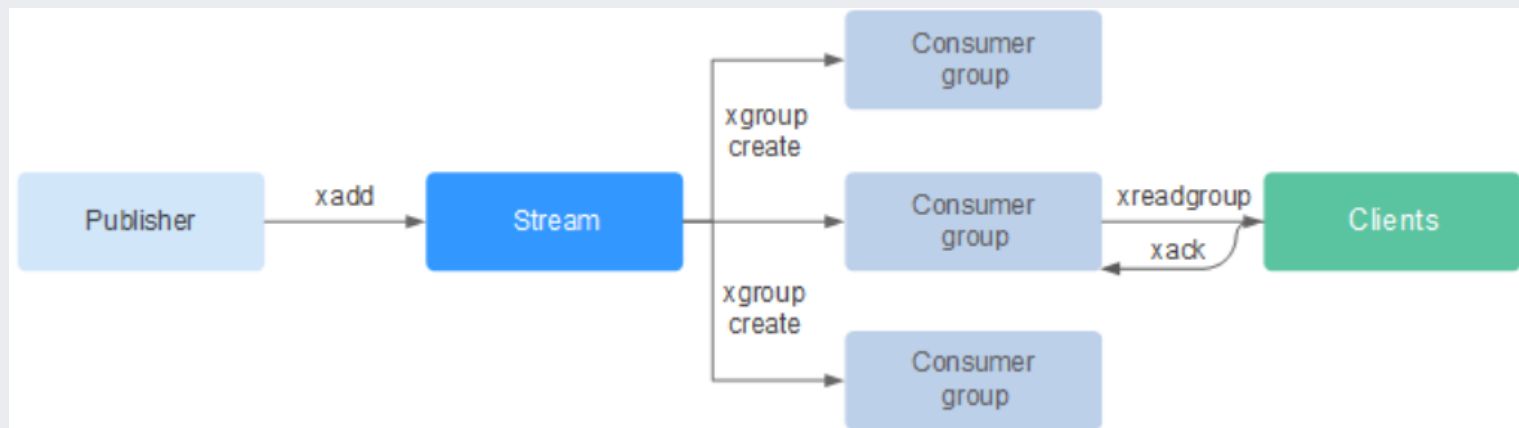 Consumer
group
xgroup
create
Publisher
xadd
Stream
Consumer
group
xreadgroup
xack
Clients
xgroup
create
Consumer
group